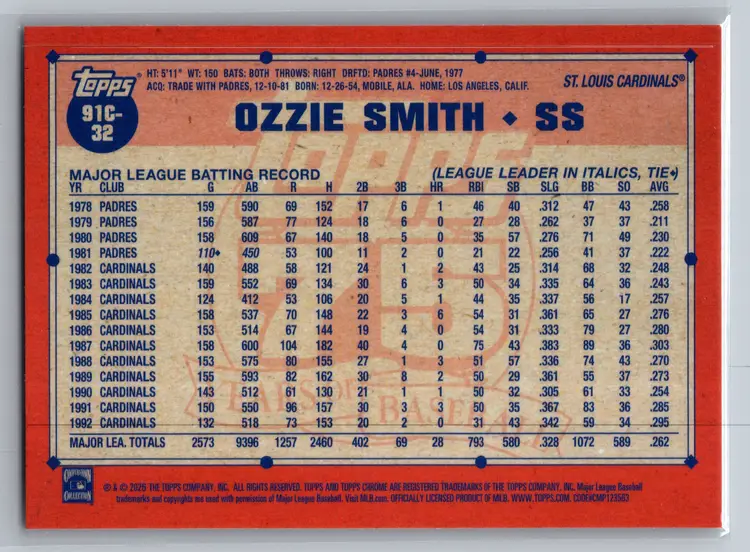 Topps
91C-
32
HT: 5'11" WT: 150 BATS: BOTH THROWS: RIGHT DRFTD: PADRES #4-JUNE, 1977
ACQ: TRADE WITH PADRES, 12-10-81 BORN: 12-26-54, MOBILE, ALA. HOME: LOS ANGELES, CALIF.
ST. LOUIS CARDINALS®
OZZIE SMITH ♦ SS
MAJOR LEAGUE BATTING RECORD (LEAGUE LEADER IN ITALICS, TIE♦)
YR CLUB G AB R H 2B 3B HR RBI SB SLG BB SO AVG
1978 PADRES 159 590 69 152 17 6 1 46 40 .312 47 43 .258
1979 PADRES 156 587 77 124 18 6 0 27 28 .262 37 37 .211
1980 PADRES 158 609 67 140 18 5 0 35 57 .276 71 49 .230
1981 PADRES 110♦ 450 53 100 11 2 0 21 22 .256 41 37 .222
1982 CARDINALS 140 488 58 121 24 1 2 43 25 .314 68 32 .248
1983 CARDINALS 159 552 69 134 30 6 3 50 34 .335 64 36 .243
1984 CARDINALS 124 412 53 106 20 5 1 44 35 .337 56 17 .257
1985 CARDINALS 158 537 70 148 22 3 6 54 31 .361 65 27 .276
1986 CARDINALS 153 514 67 144 19 4 0 54 31 .333 79 27 .280
1987 CARDINALS 158 600 104 182 40 4 0 75 43 .383 89 36 .303
1988 CARDINALS 153 575 80 155 27 1 3 51 57 .336 74 43 .270
1989 CARDINALS 155 593 82 162 30 8 2 50 29 .361 55 37 .273
1990 CARDINALS 143 512 61 130 21 1 1 50 32 .305 61 33 .254
1991 CARDINALS 150 550 96 157 30 3 3 50 35 .367 83 36 .285
1992 CARDINALS 132 518 73 153 20 2 0 31 43 .342 59 34 .295
MAJOR LEA. TOTALS 2573 9396 1257 2460 402 69 28 793 580 .328 1072 589 .262
Topps
75
YEARS OF BASEBALL
COOPERSTOWN
COLLECTION
® & © 2026 THE TOPPS COMPANY, INC. ALL RIGHTS RESERVED. TOPPS AND TOPPS CHROME ARE REGISTERED TRADEMARKS OF THE TOPPS COMPANY, INC. Major League Baseball
trademarks and copyrights are used with permission of Major League Baseball. Visit MLB.com. OFFICIALLY LICENSED PRODUCT OF MLB. WWW.TOPPS.COM. CODE#CMP123563